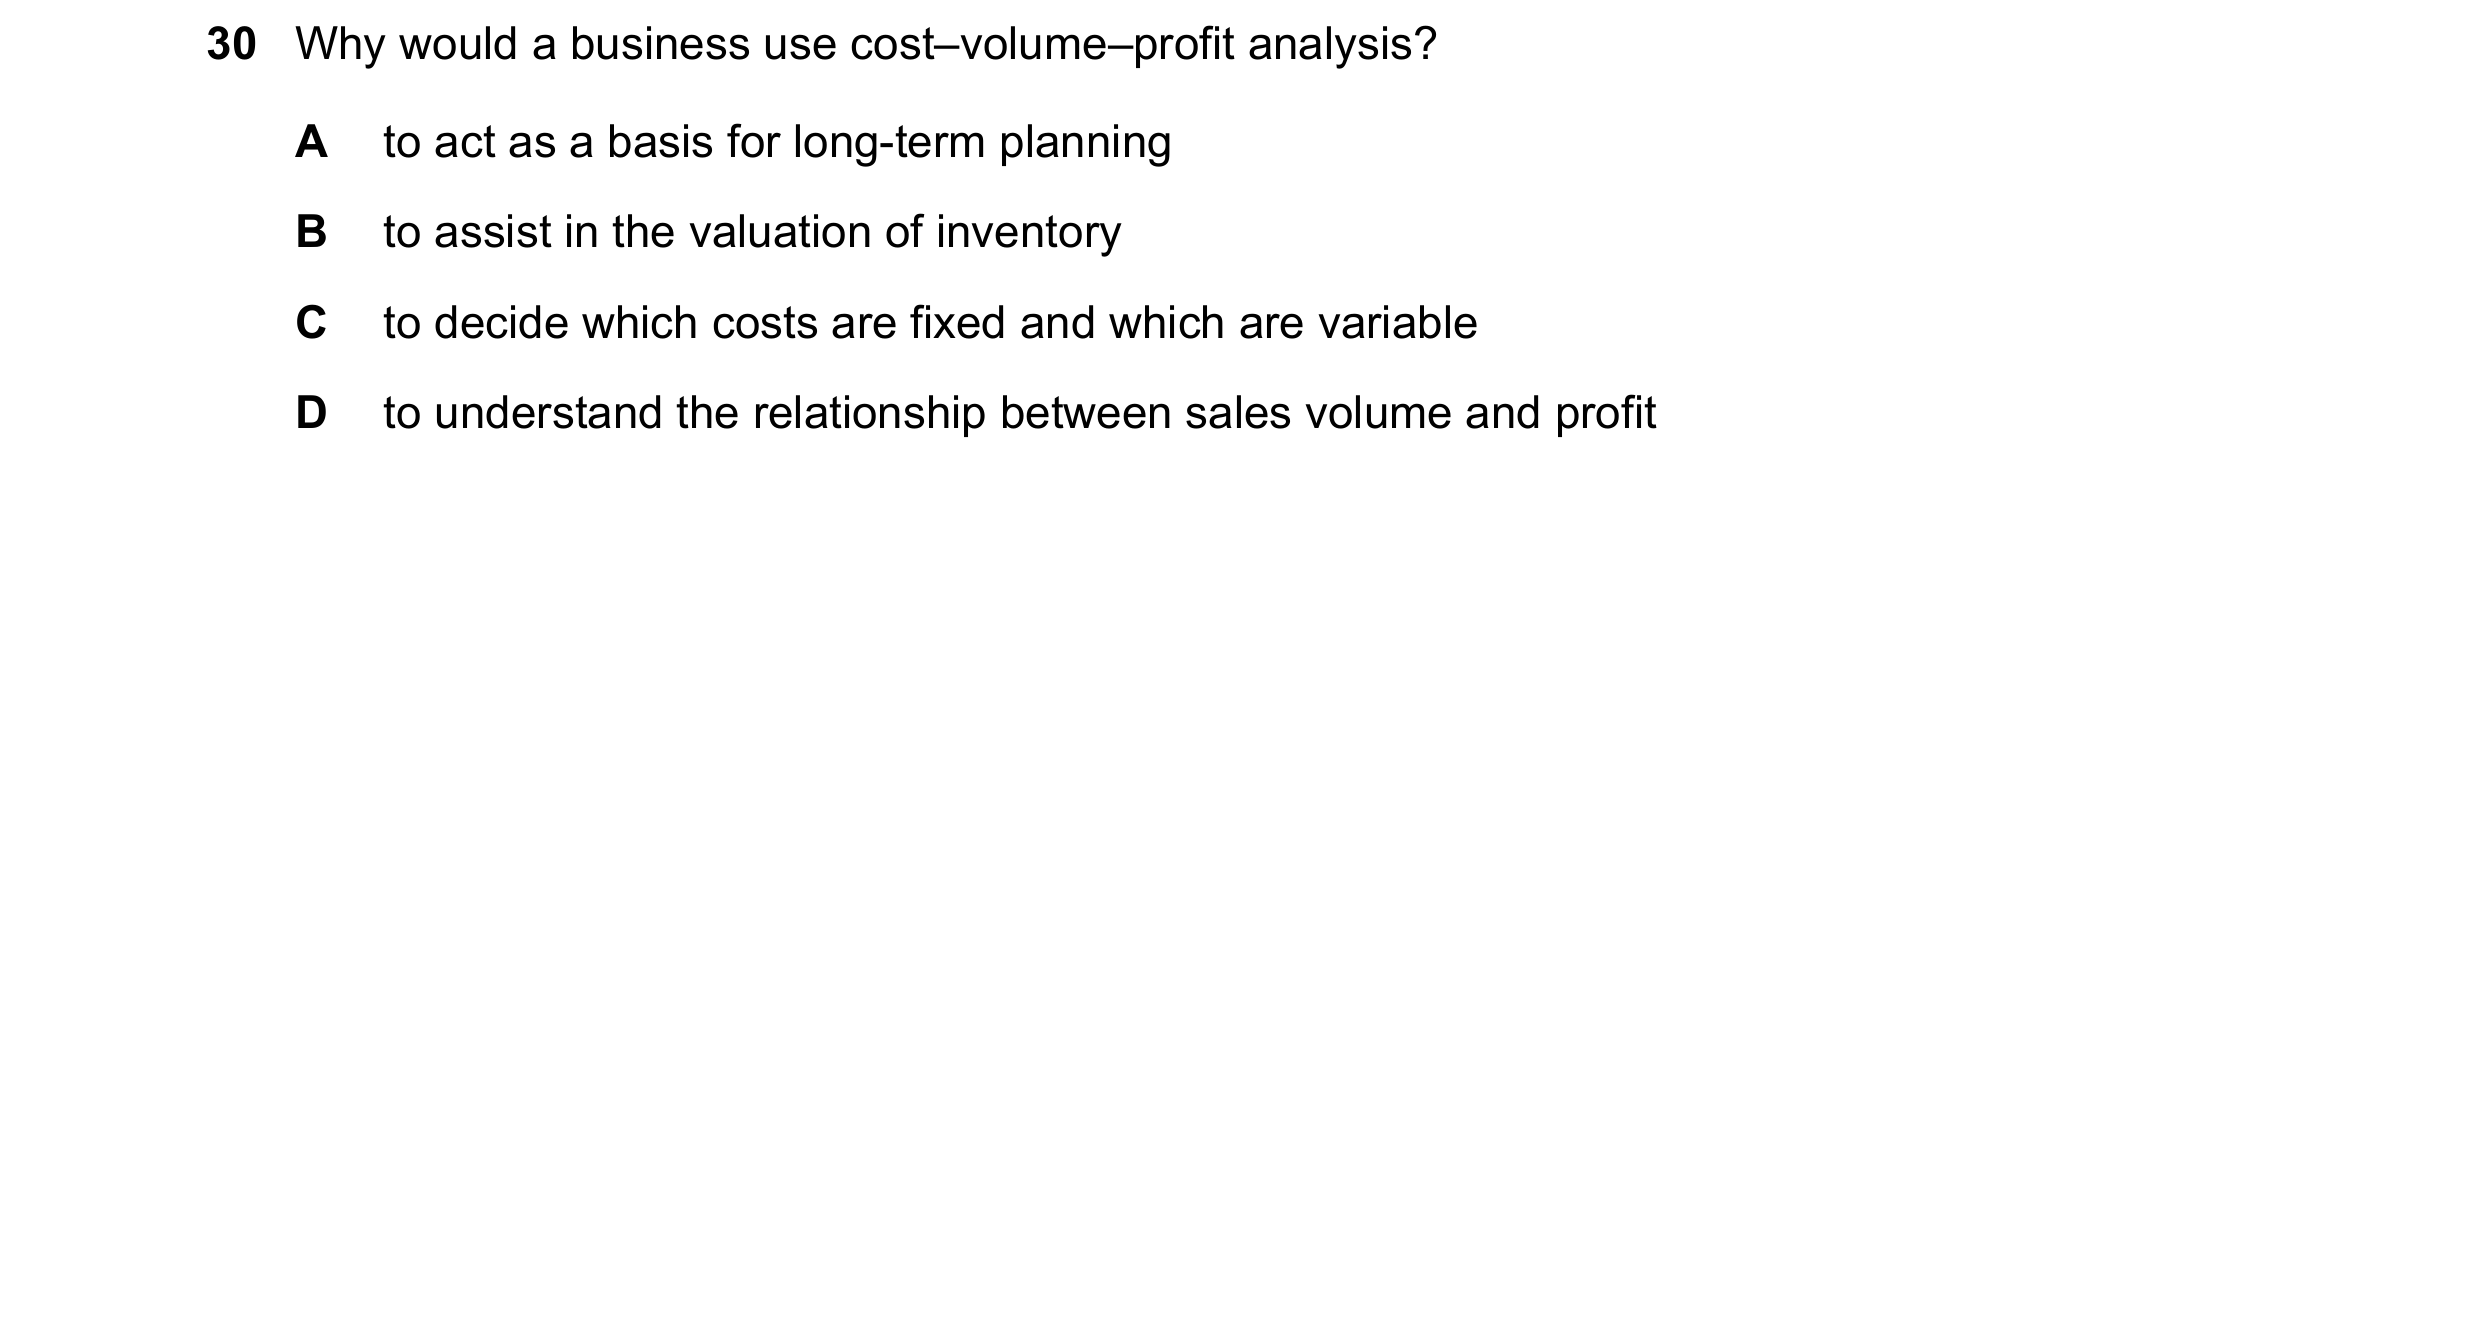 30 Why would a business use cost–volume–profit analysis?
A to act as a basis for long-term planning
B to assist in the valuation of inventory
C to decide which costs are fixed and which are variable
D to understand the relationship between sales volume and profit